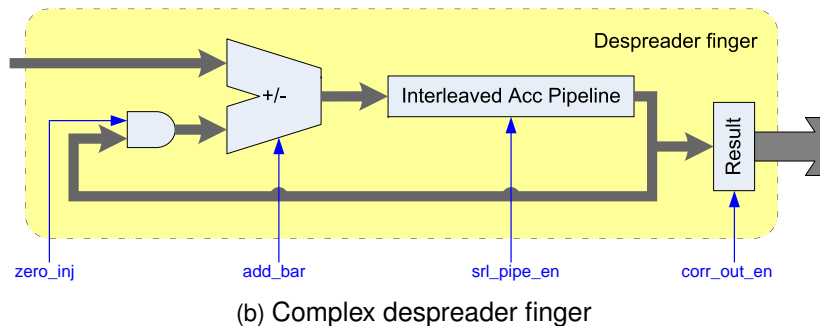 Despreader finger
+/-
Interleaved Acc Pipeline
Result
zero_inj
add_bar
srl_pipe_en
corr_out_en
(b) Complex despreader finger